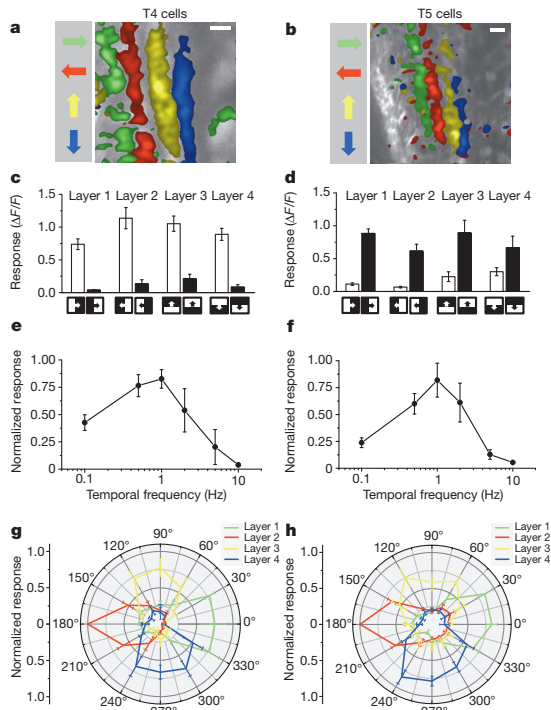 T4 cells
T5 cells
a
b
c
Layer 1 Layer 2 Layer 3 Layer 4
Response (ΔF/F)
1.5
1.0
0.5
0.0
d
Layer 1 Layer 2 Layer 3 Layer 4
Response (ΔF/F)
1.5
1.0
0.5
0
e
Normalized response
1.00
0.75
0.50
0.25
0
0.1 1 10
Temporal frequency (Hz)
f
Normalized response
1.00
0.75
0.50
0.25
0
0.1 1 10
Temporal frequency (Hz)
g
Layer 1
Layer 2
Layer 3
Layer 4
Normalized response
1.0
0.5
0
0.5
1.0
90°
120° 60°
150° 30°
180° 0°
210° 330°
240° 300°
270°
h
Layer 1
Layer 2
Layer 3
Layer 4
Normalized response
1.0
0.5
0
0.5
1.0
90°
120° 60°
150° 30°
180° 0°
210° 330°
240° 300°
270°